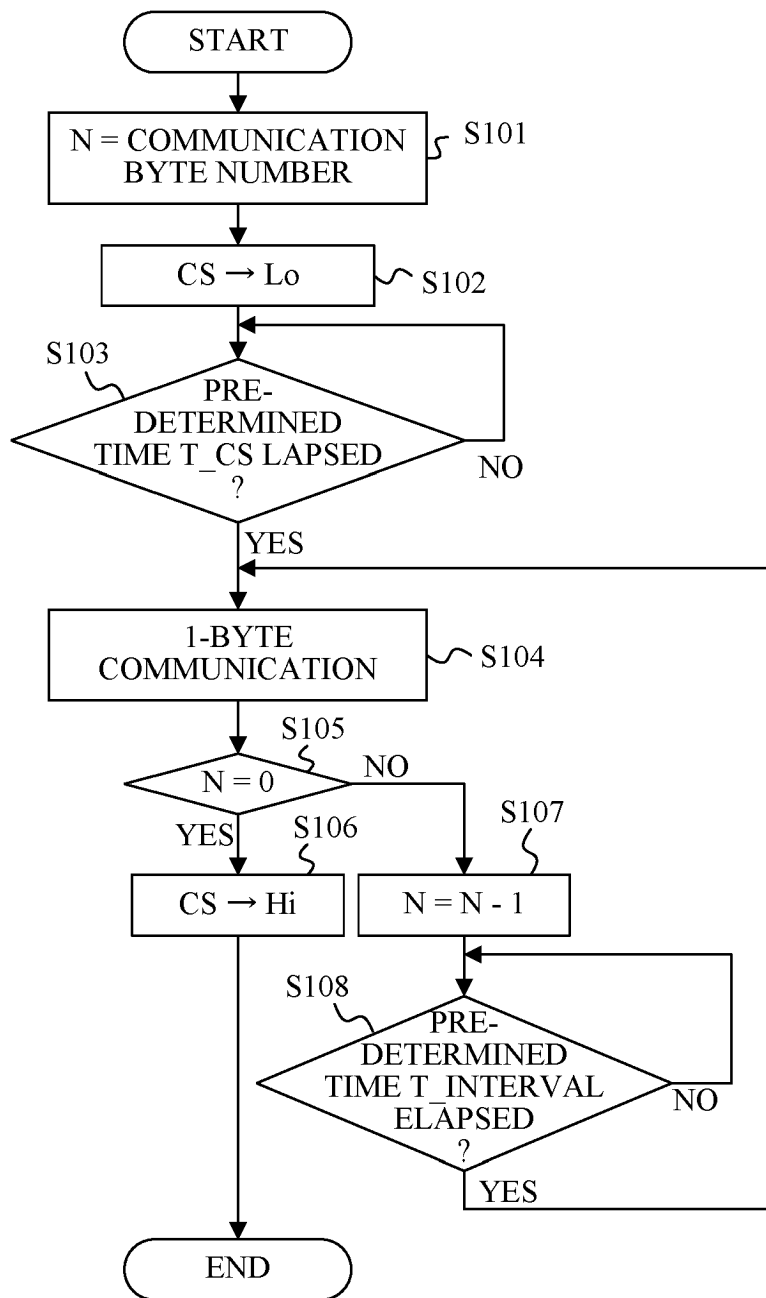 START
N = COMMUNICATION
BYTE NUMBER
S101
CS → Lo
S102
S103
PRE-
DETERMINED
TIME T_CS LAPSED
?
NO
YES
1-BYTE
COMMUNICATION
S104
S105
N = 0
NO
YES
S106
S107
CS → Hi
N = N - 1
S108
PRE-
DETERMINED
TIME T_INTERVAL
ELAPSED
?
NO
YES
END